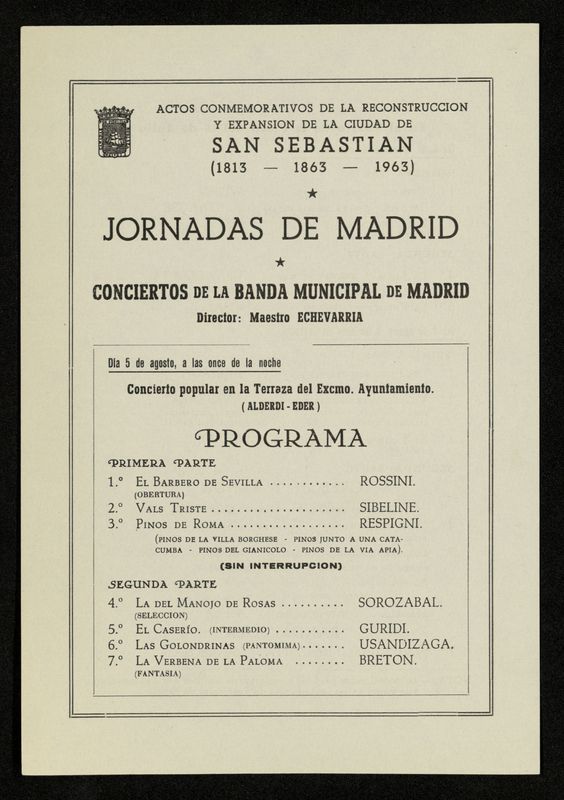 ACTOS CONMEMORATIVOS DE LA RECONSTRUCCION
Y EXPANSION DE LA CIUDAD DE
SAN SEBASTIAN
(1813 — 1863 — 1963)
★
JORNADAS DE MADRID
★
CONCIERTOS DE LA BANDA MUNICIPAL DE MADRID
Director: Maestro ECHEVARRIA
Día 5 de agosto, a las once de la noche
Concierto popular en la Terraza del Excmo. Ayuntamiento.
(ALDERDI - EDER)
PROGRAMA
PRIMERA PARTE
1.º EL BARBERO DE SEVILLA ............ ROSSINI.
(OBERTURA)
2.º VALS TRISTE ..................... SIBELINE.
3.º PINOS DE ROMA .................. RESPIGNI.
(PINOS DE LA VILLA BORGHESE - PINOS JUNTO A UNA CATA-
CUMBA - PINOS DEL GIANICOLO - PINOS DE LA VIA APIA).
(SIN INTERRUPCION)
SEGUNDA PARTE
4.º LA DEL MANOJO DE ROSAS .......... SOROZABAL.
(SELECCION)
5.º EL CASERÍO. (INTERMEDIO) ........... GURIDI.
6.º LAS GOLONDRINAS (PANTOMIMA) ....... USANDIZAGA.
7.º LA VERBENA DE LA PALOMA ........ BRETON.
(FANTASIA)